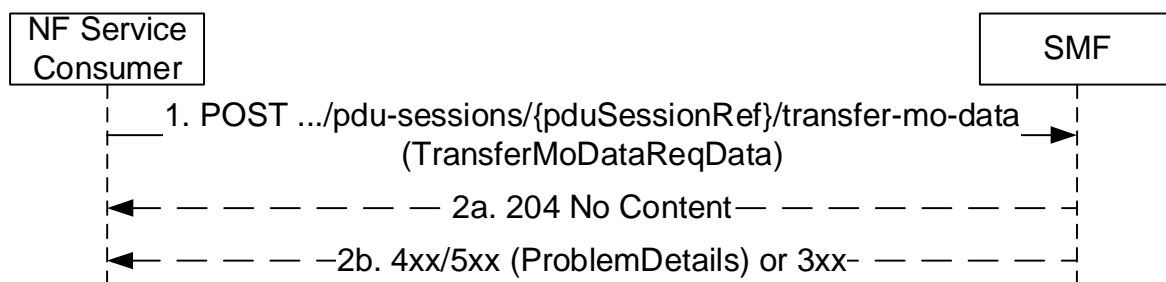 NF Service
Consumer
SMF
1. POST .../pdu-sessions/{pduSessionRef}/transfer-mo-data
(TransferMoDataReqData)
2a. 204 No Content
2b. 4xx/5xx (ProblemDetails) or 3xx